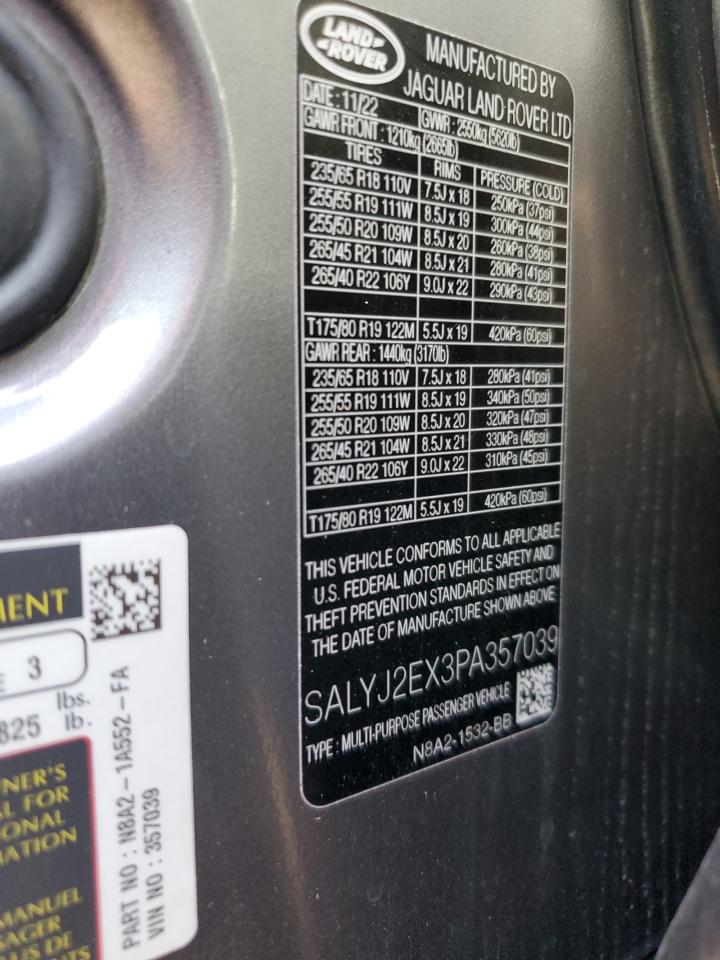 LAND
ROVER
MANUFACTURED BY
JAGUAR LAND ROVER LTD
DATE : 11/22 GVWR : 2550kg (5620lb)
GAWR FRONT : 1210kg (2665lb)
TIRES RIMS PRESSURE (COLD)
235/65 R18 110V 7.5J x 18 250kPa (37psi)
255/55 R19 111W 8.5J x 19 300kPa (44psi)
255/50 R20 109W 8.5J x 20 260kPa (38psi)
265/45 R21 104W 8.5J x 21 280kPa (41psi)
265/40 R22 106Y 9.0J x 22 290kPa (43psi)
T175/80 R19 122M 5.5J x 19 420kPa (60psi)
GAWR REAR : 1440kg (3170lb)
235/65 R18 110V 7.5J x 18 280kPa (41psi)
255/55 R19 111W 8.5J x 19 340kPa (50psi)
255/50 R20 109W 8.5J x 20 320kPa (47psi)
265/45 R21 104W 8.5J x 21 330kPa (48psi)
265/40 R22 106Y 9.0J x 22 310kPa (45psi)
T175/80 R19 122M 5.5J x 19 420kPa (60psi)
THIS VEHICLE CONFORMS TO ALL APPLICABLE
U.S. FEDERAL MOTOR VEHICLE SAFETY AND
THEFT PREVENTION STANDARDS IN EFFECT ON
THE DATE OF MANUFACTURE SHOWN ABOVE
SALYJ2EX3PA357039
TYPE : MULTI-PURPOSE PASSENGER VEHICLE
N8A2-1532-BB
3
lbs.
825 lb.
NER'S
AL FOR
ONAL
ATION
MANUEL
SAGER
US DE
PART NO : N8A2-1A552-FA
VIN NO : 357039